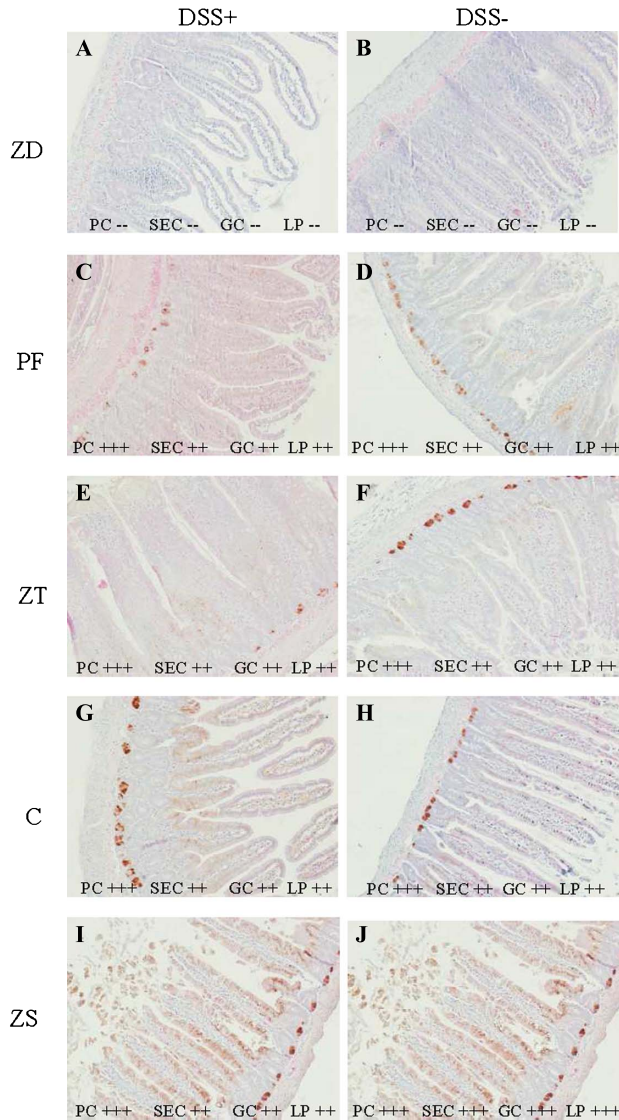 DSS+ DSS-
A B
ZD
PC -- SEC -- GC -- LP -- PC -- SEC -- GC -- LP --
C D
PF
PC +++ SEC ++ GC ++ LP ++ PC +++ SEC ++ GC ++ LP ++
E F
ZT
PC +++ SEC ++ GC ++ LP ++ PC +++ SEC ++ GC ++ LP ++
G H
C
PC +++ SEC ++ GC ++ LP ++ PC +++ SEC ++ GC ++ LP ++
I J
ZS
PC +++ SEC ++ GC ++ LP ++ PC +++ SEC +++ GC +++ LP +++